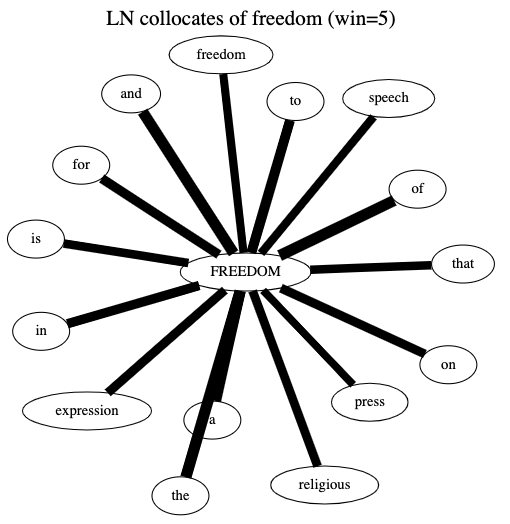 LN collocates of freedom (win=5)
freedom
and
to
speech
for
of
is
that
FREEDOM
in
on
expression
press
a
the
religious